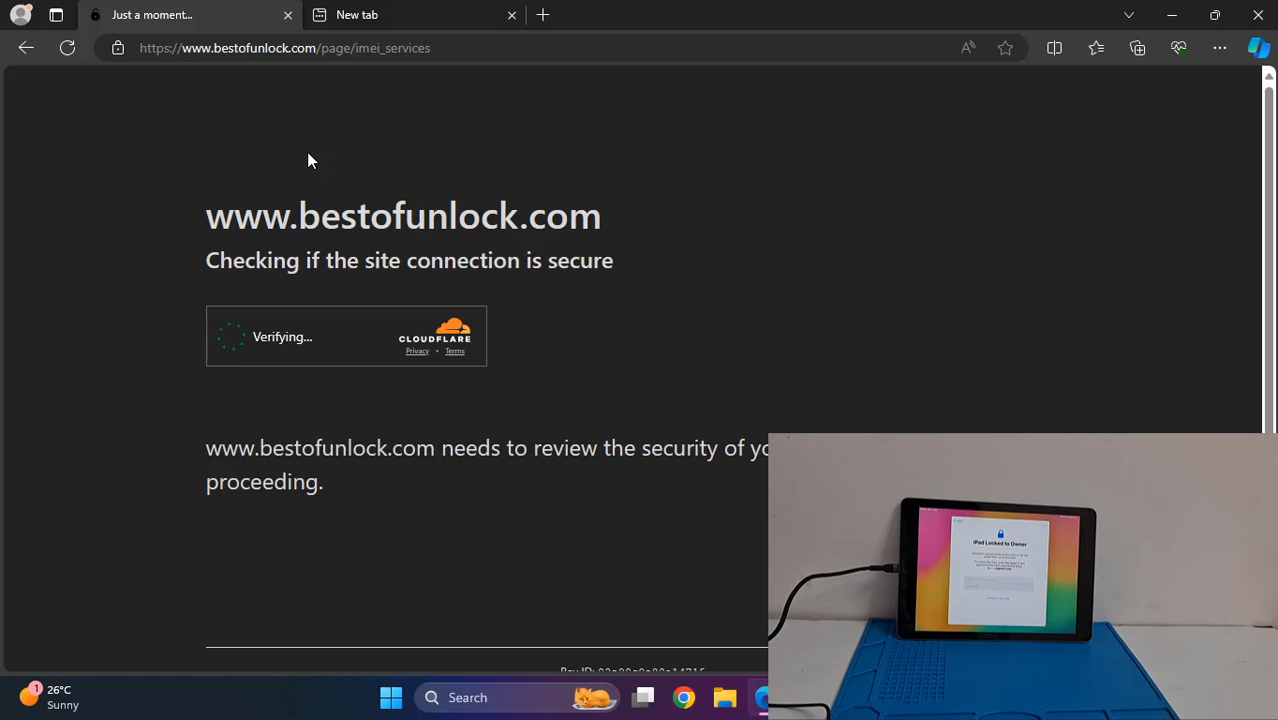 Just a moment...
New tab
https://www.bestofunlock.com/page/imei_services
www.bestofunlock.com
Checking if the site connection is secure
Verifying...
CLOUDFLARE
Privacy • Terms
www.bestofunlock.com needs to review the security of yo
proceeding.
iPad Locked to Owner
1
26°C
Sunny
Search